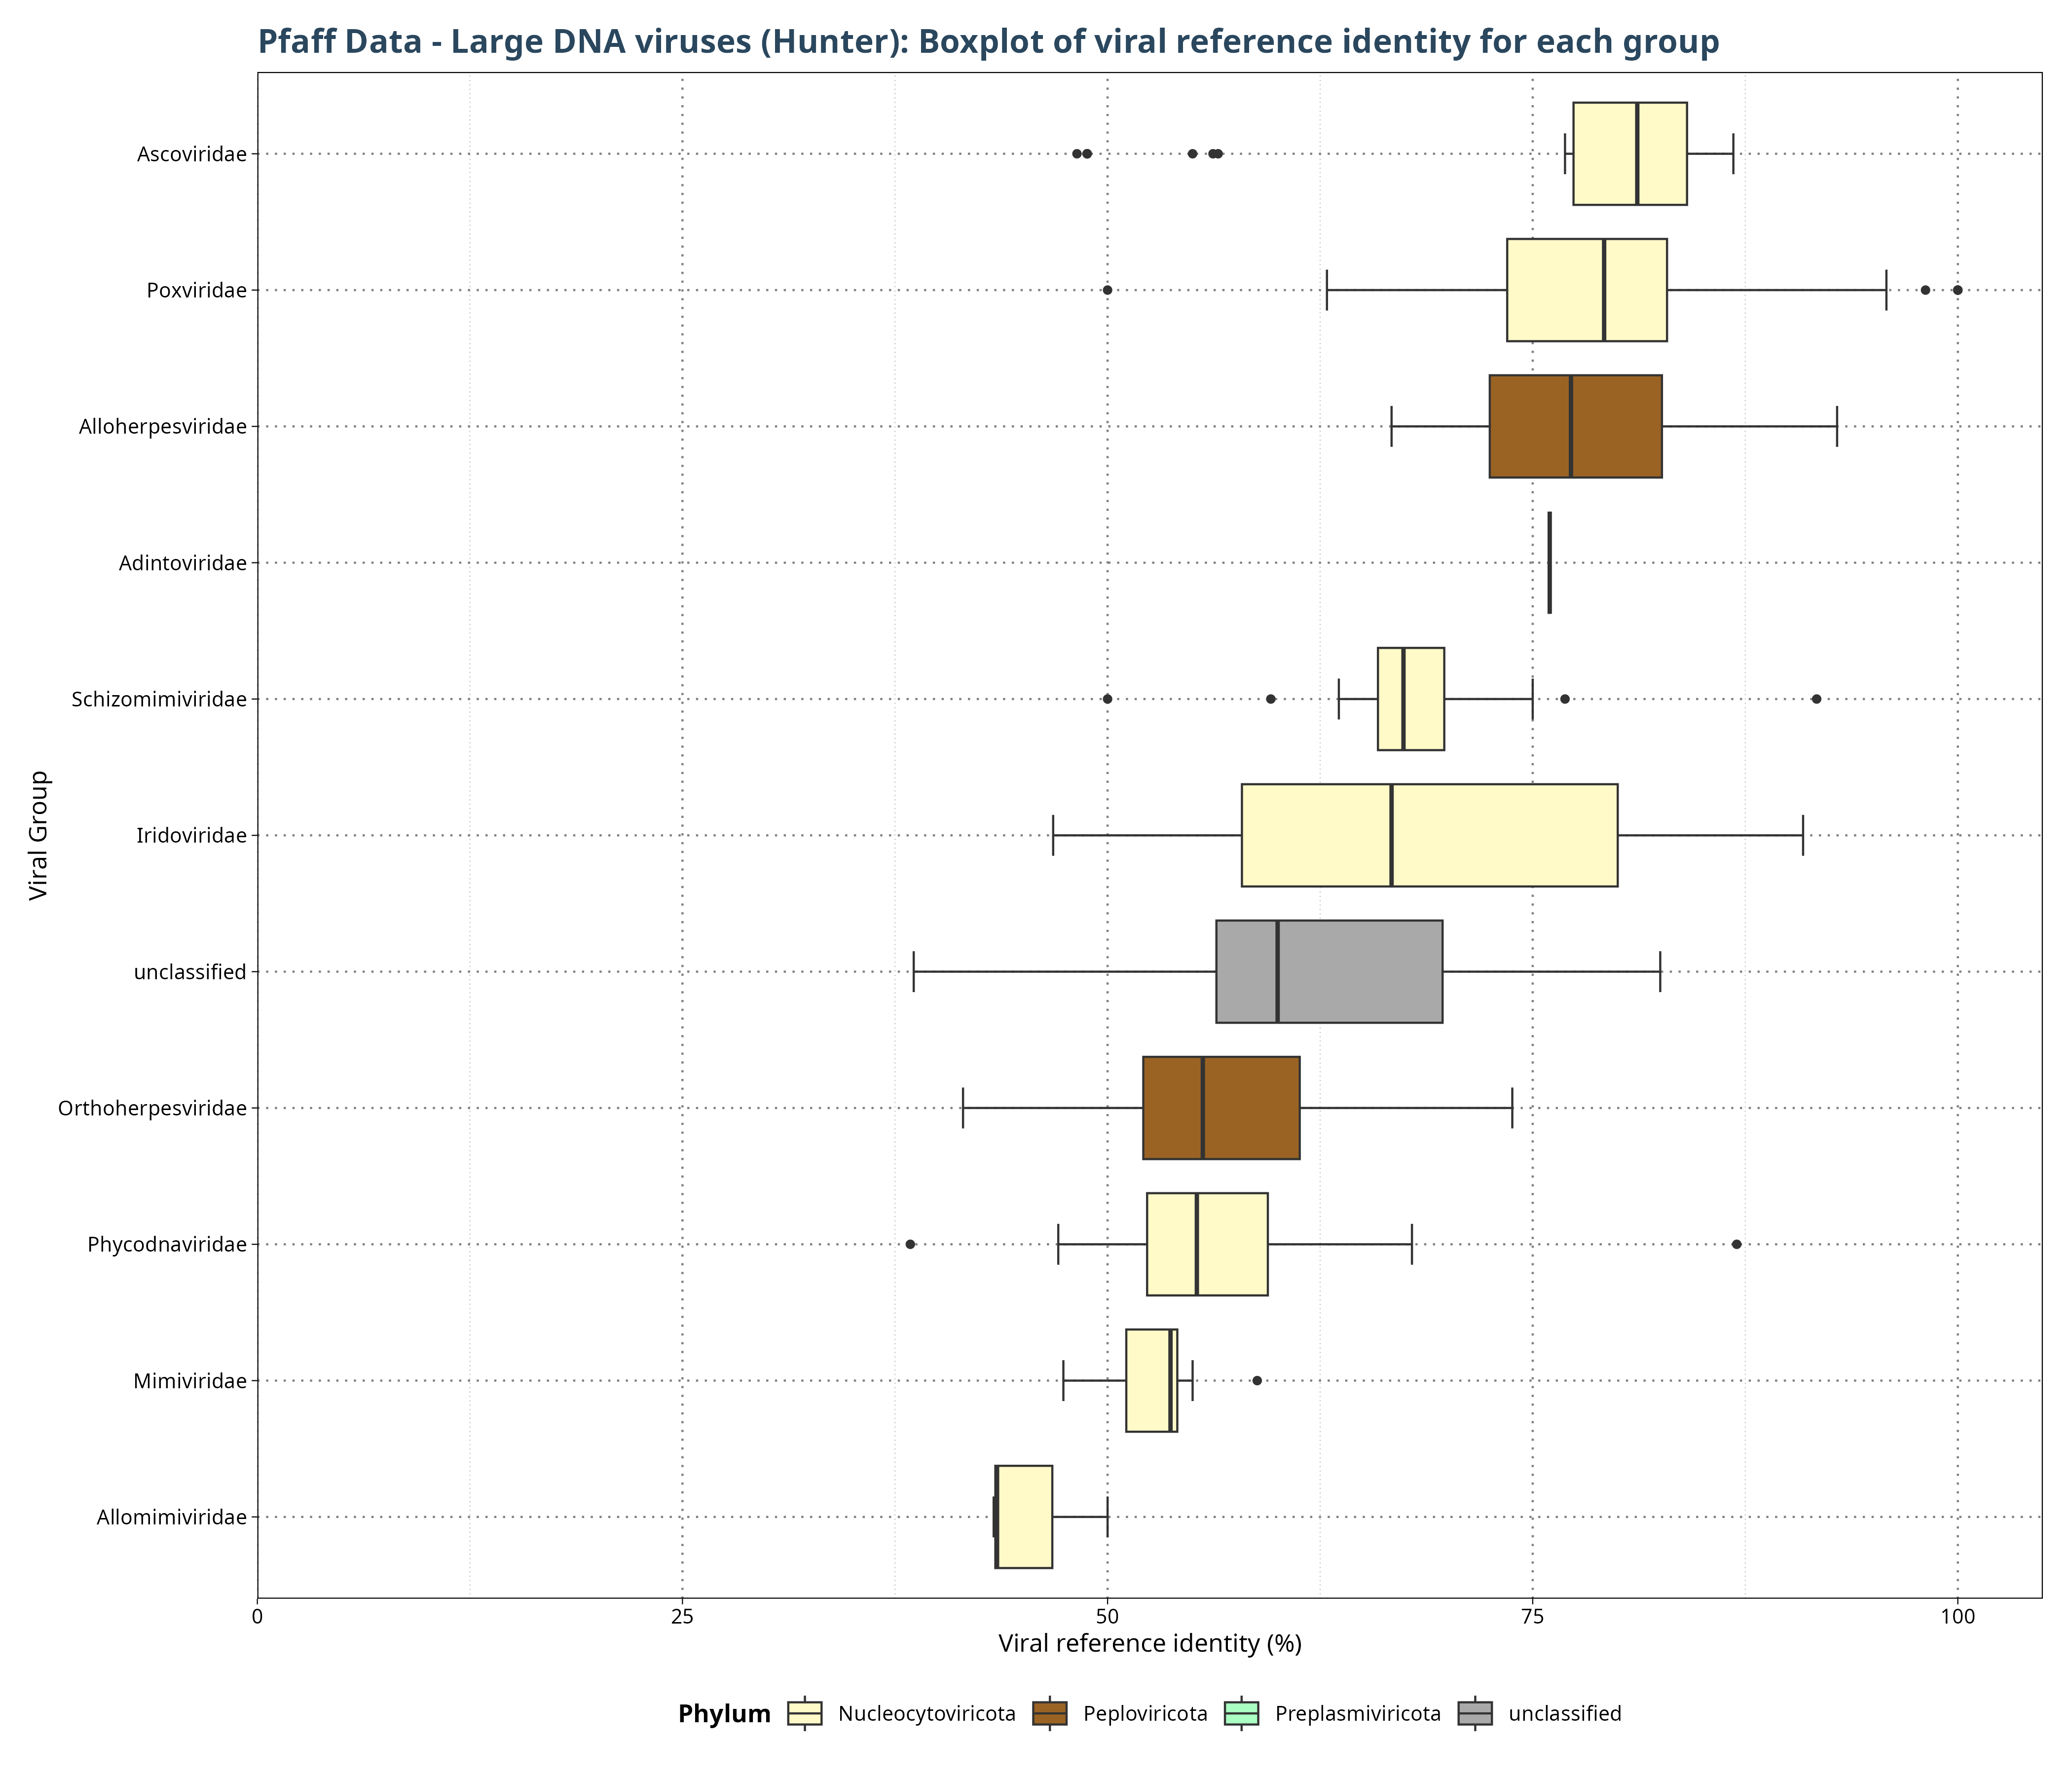 Pfaff Data - Large DNA viruses (Hunter): Boxplot of viral reference identity for each group
Viral Group
Ascoviridae
Poxviridae
Alloherpesviridae
Adintoviridae
Schizomimiviridae
Iridoviridae
unclassified
Orthoherpesviridae
Phycodnaviridae
Mimiviridae
Allomimiviridae
0 25 50 75 100
Viral reference identity (%)
Phylum Nucleocytoviricota Peploviricota Preplasmiviricota unclassified